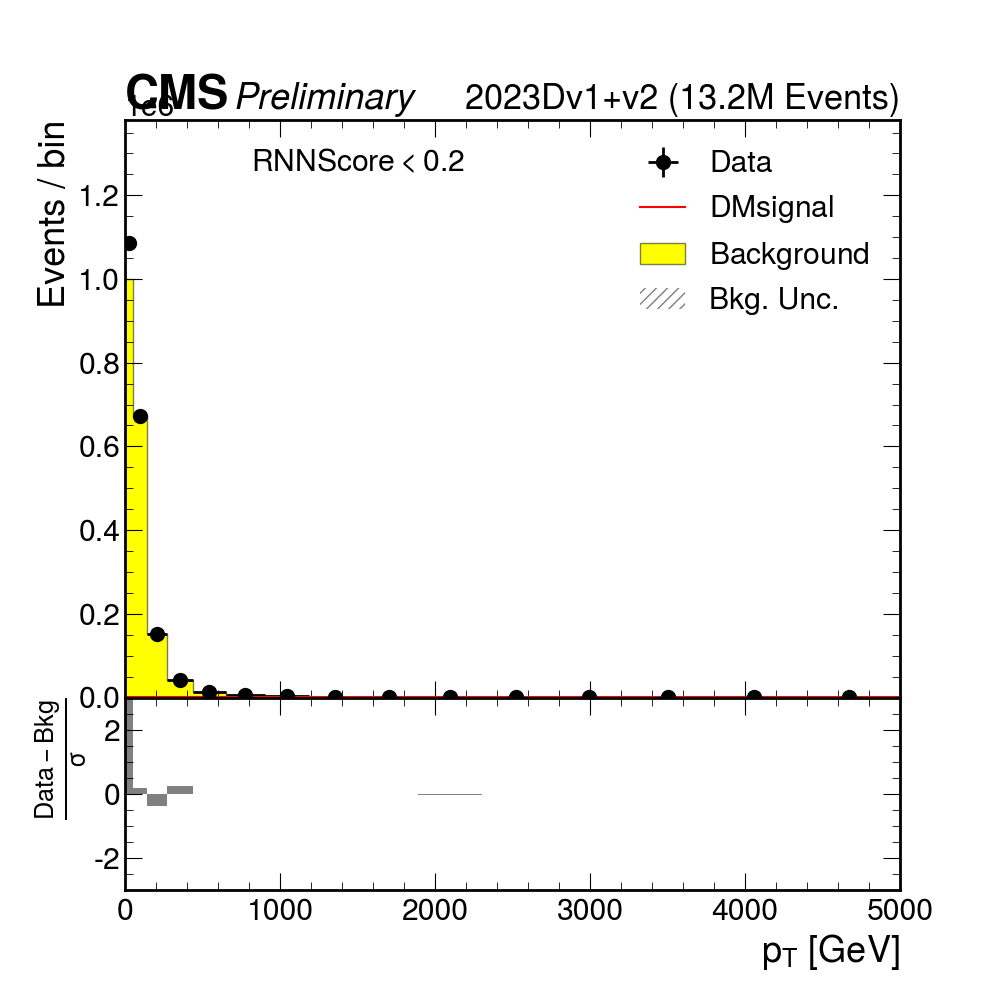 CMS Preliminary 2023Dv1+v2 (13.2M Events)
1e6
Events / bin
RNNScore < 0.2
Data
DMsignal
Background
Bkg. Unc.
1.2
1.0
0.8
0.6
0.4
0.2
0.0
Data – Bkg
σ
2
0
-2
0 1000 2000 3000 4000 5000
pT [GeV]